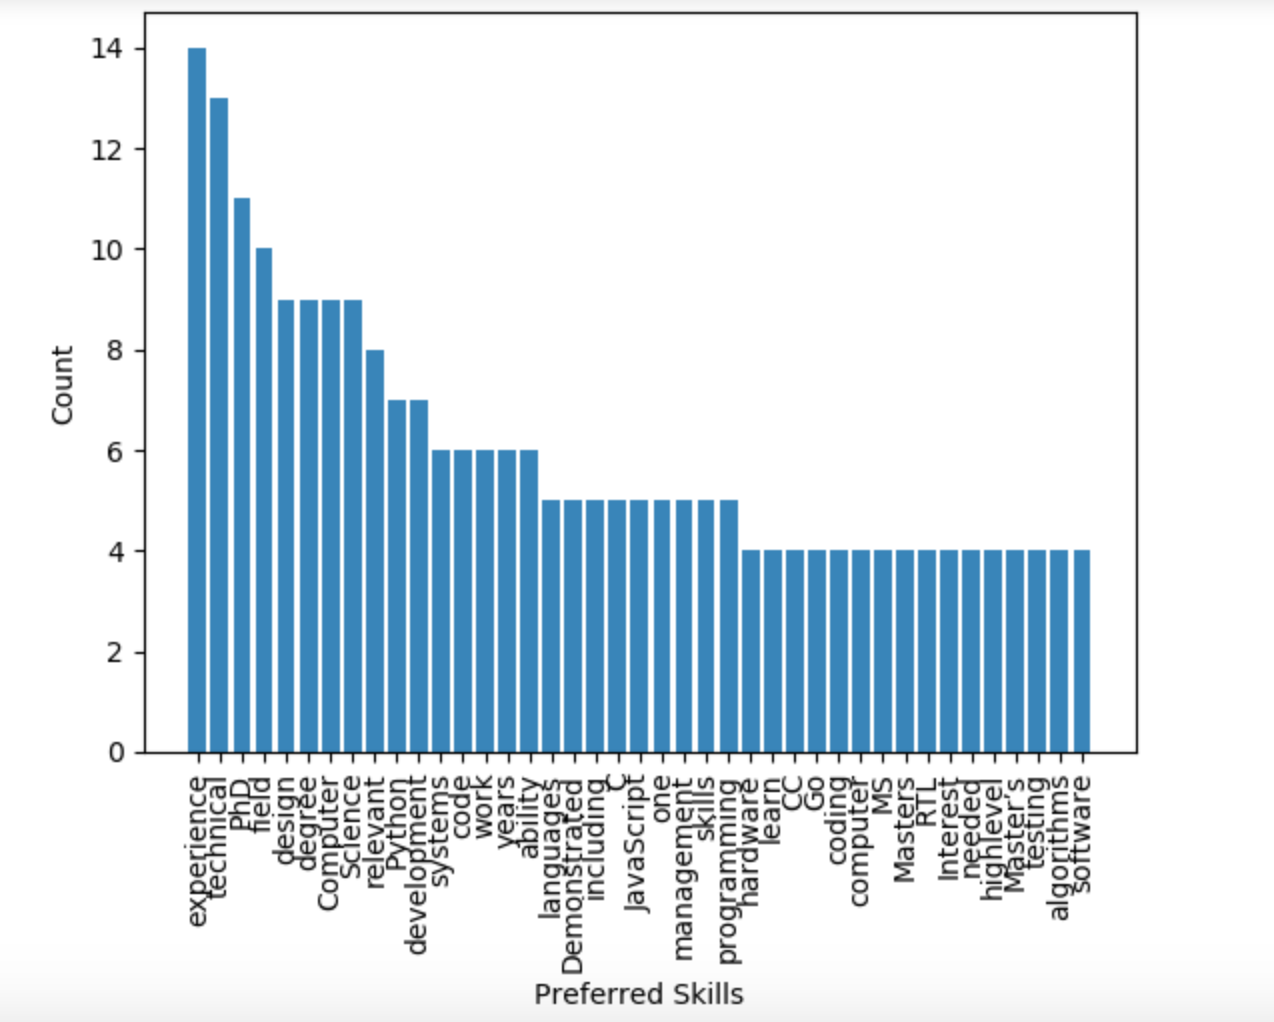 14
12
10
8
6
4
2
0
Count
experience
technical
PhD
field
design
degree
Computer
Science
relevant
Python
development
systems
code
work
years
ability
languages
Demonstrated
including
C
JavaScript
one
management
skills
programming
hardware
learn
CC
Go
coding
computer
MS
Masters
RTL
Interest
needed
highlevel
Master's
testing
algorithms
software
Preferred Skills